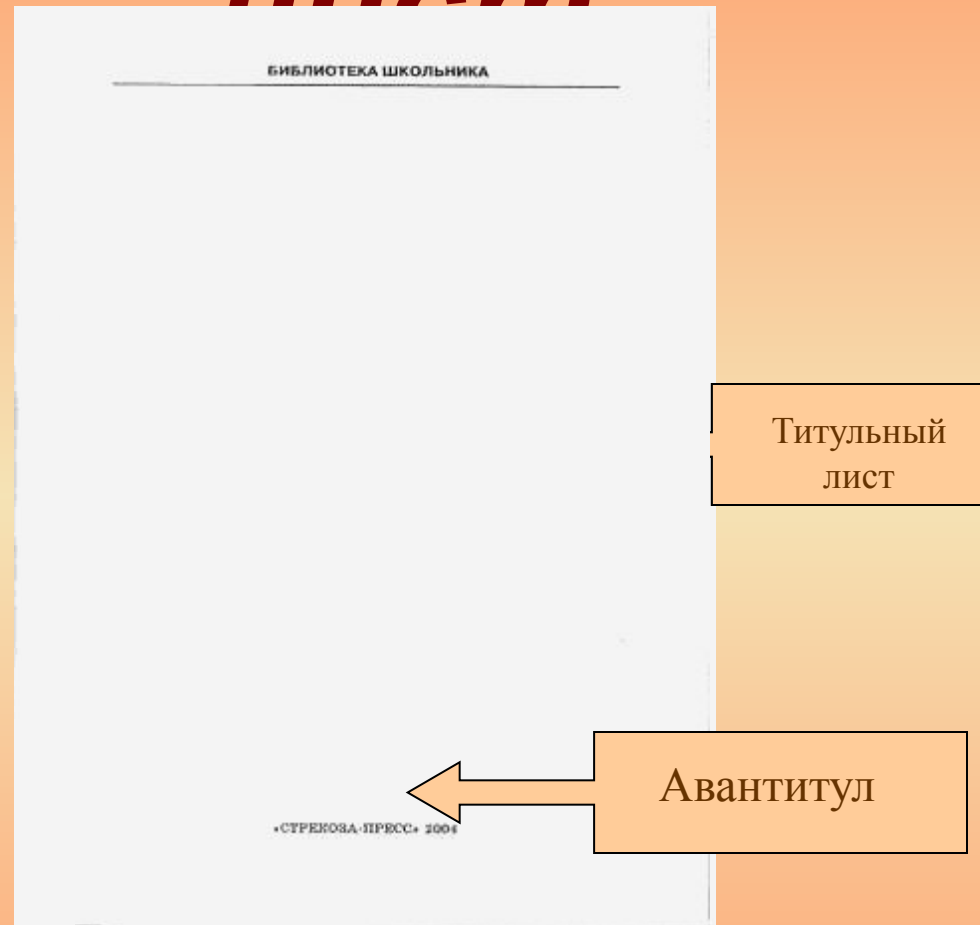 БИБЛИОТЕКА ШКОЛЬНИКА
Титульный
лист
Авантитул
«СТРЕКОЗА-ПРЕСС» 2004